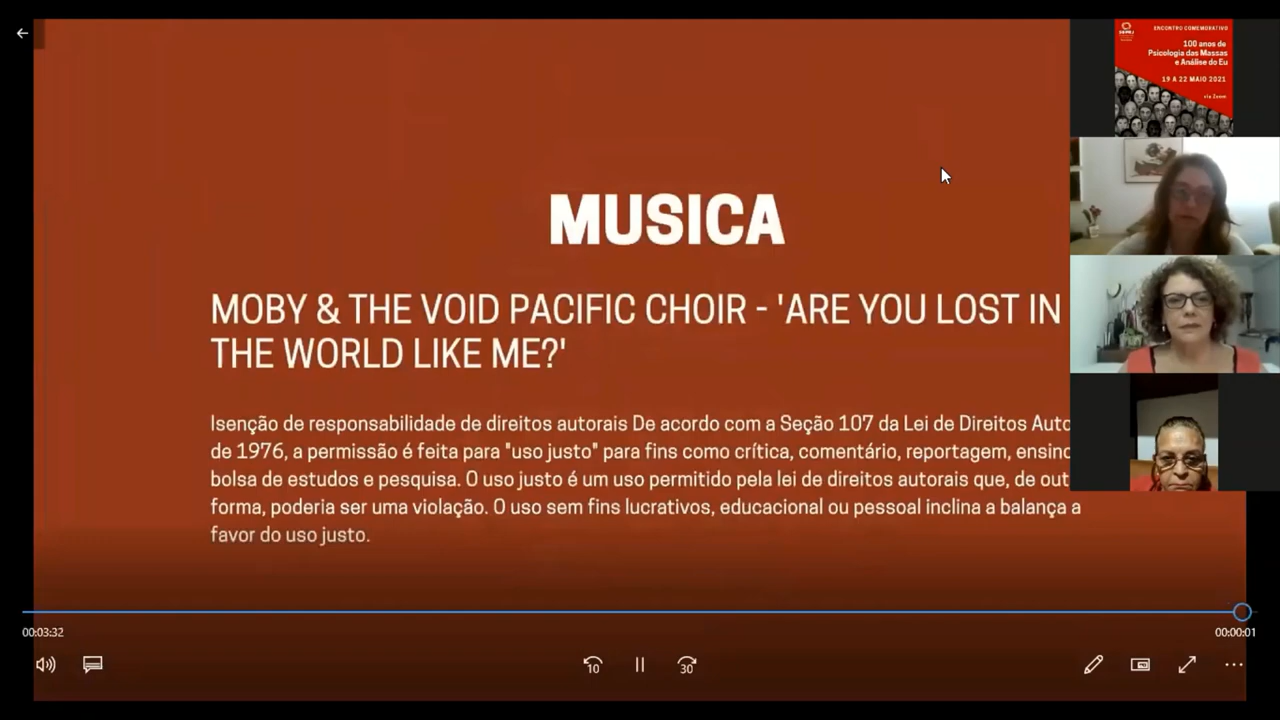 MUSICA
MOBY & THE VOID PACIFIC CHOIR - 'ARE YOU LOST IN
THE WORLD LIKE ME?'
Isenção de responsabilidade de direitos autorais De acordo com a Seção 107 da Lei de Direitos Auto
de 1976, a permissão é feita para "uso justo" para fins como crítica, comentário, reportagem, ensino
bolsa de estudos e pesquisa. O uso justo é um uso permitido pela lei de direitos autorais que, de out
forma, poderia ser uma violação. O uso sem fins lucrativos, educacional ou pessoal inclina a balança a
favor do uso justo.
ENCONTRO COMEMORATIVO
100 anos de
Psicologia das Massas
e Análise do Eu
19 A 22 MAIO 2021
via Zoom
00:03:32
00:00:01
10
30